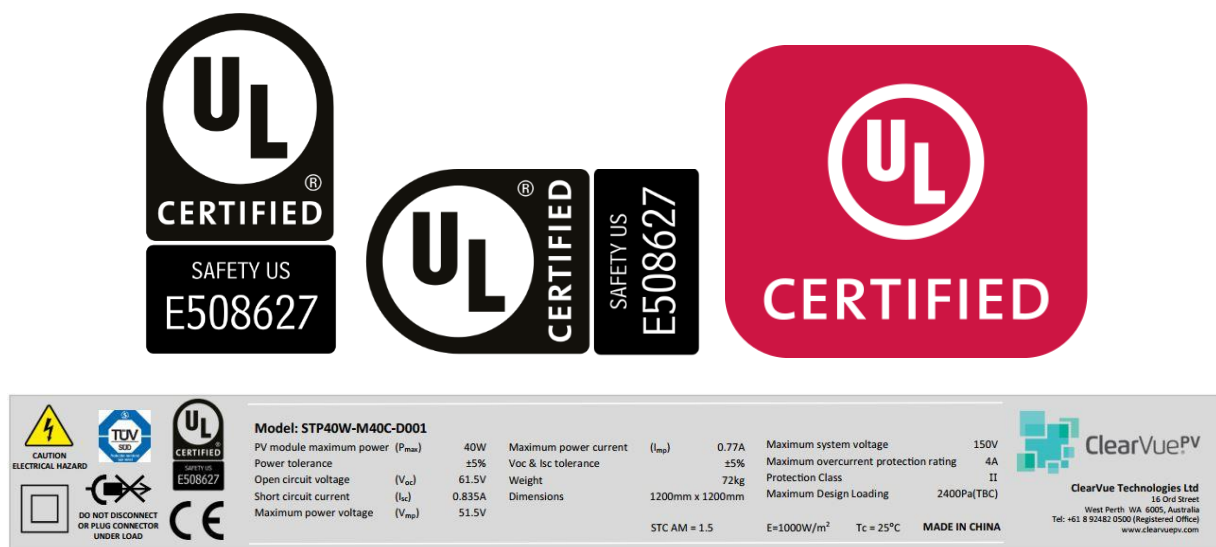 UL
®
CERTIFIED
SAFETY US
E508627
UL
®
CERTIFIED
SAFETY US
E508627
UL
CERTIFIED
CAUTION
ELECTRICAL HAZARD
TÜV
SÜD
UL
CERTIFIED
SAFETY US
E508627
DO NOT DISCONNECT
OR PLUG CONNECTOR
UNDER LOAD
CE
Model: STP40W-M40C-D001
PV module maximum power (Pmax) 40W
Power tolerance ±5%
Open circuit voltage (Voc) 61.5V
Short circuit current (Isc) 0.835A
Maximum power voltage (Vmp) 51.5V
Maximum power current (Imp) 0.77A
Voc & Isc tolerance ±5%
Weight 72kg
Dimensions 1200mm x 1200mm
Maximum system voltage 150V
Maximum overcurrent protection rating 4A
Protection Class II
Maximum Design Loading 2400Pa(TBC)
STC AM = 1.5 E=1000W/m² Tc = 25°C MADE IN CHINA
ClearVuePV
ClearVue Technologies Ltd
16 Ord Street
West Perth WA 6005, Australia
Tel: +61 8 92482 0500 (Registered Office)
www.clearvuepv.com